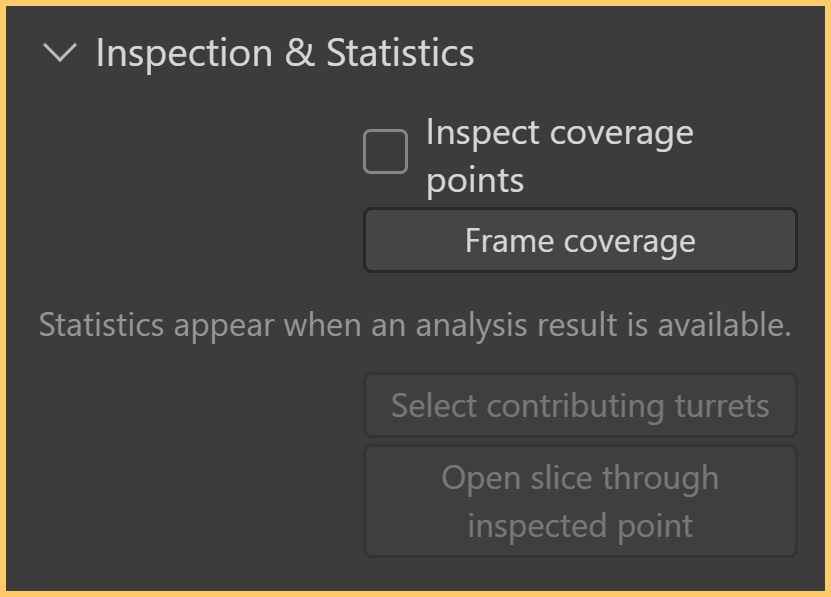 Inspection & Statistics
Inspect coverage
points
Frame coverage
Statistics appear when an analysis result is available.
Select contributing turrets
Open slice through
inspected point